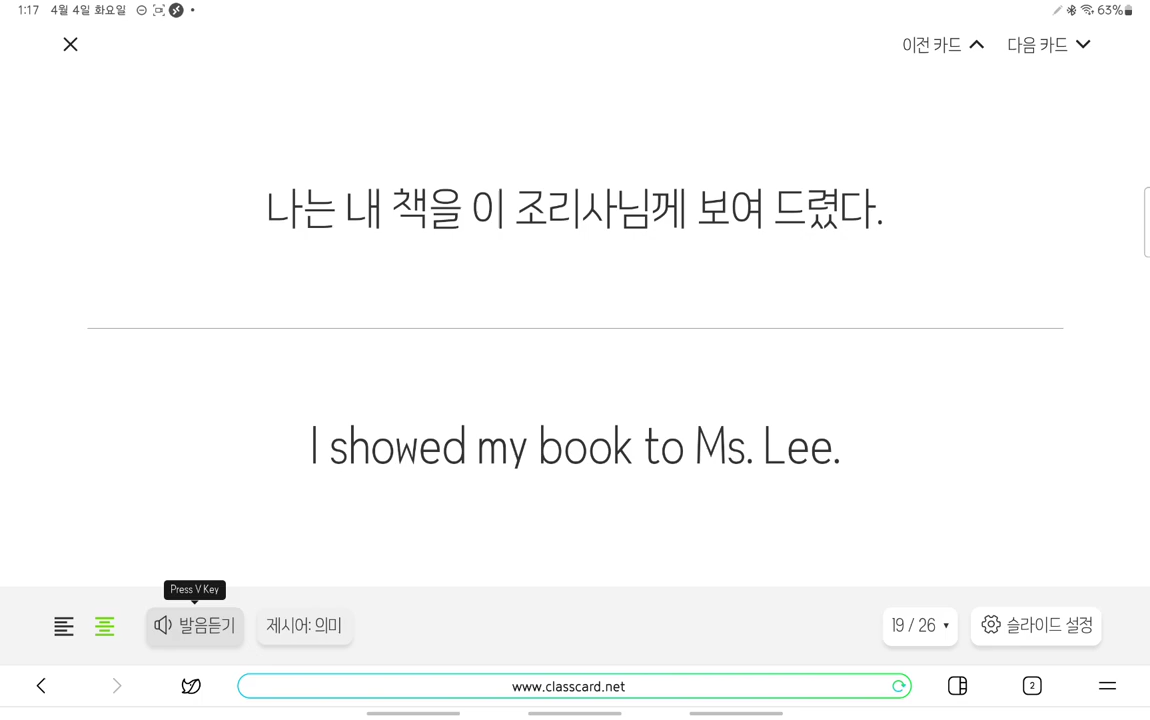 1:17 4월 4일 화요일 63%
이전 카드 다음 카드
나는 내 책을 이 조리사님께 보여 드렸다.
I showed my book to Ms. Lee.
Press V Key
발음듣기 제시어: 의미 19 / 26 슬라이드 설정
www.classcard.net 2